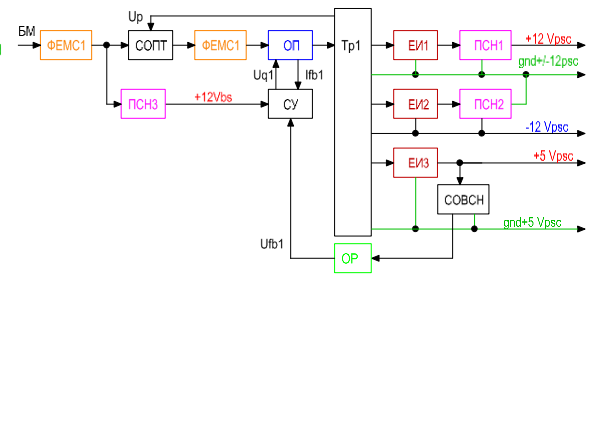 Up
БМ
ФЕМС1
СОПТ
ФЕМС1
ОП
Тр1
ЕИ1
ПСН1
+12 Vpsc
gnd+/-12psc
Uq1
Ifb1
ПСН3
+12Vbs
СУ
ЕИ2
ПСН2
-12 Vpsc
ЕИ3
+5 Vpsc
СОВСН
gnd+5 Vpsc
Ufb1
ОР